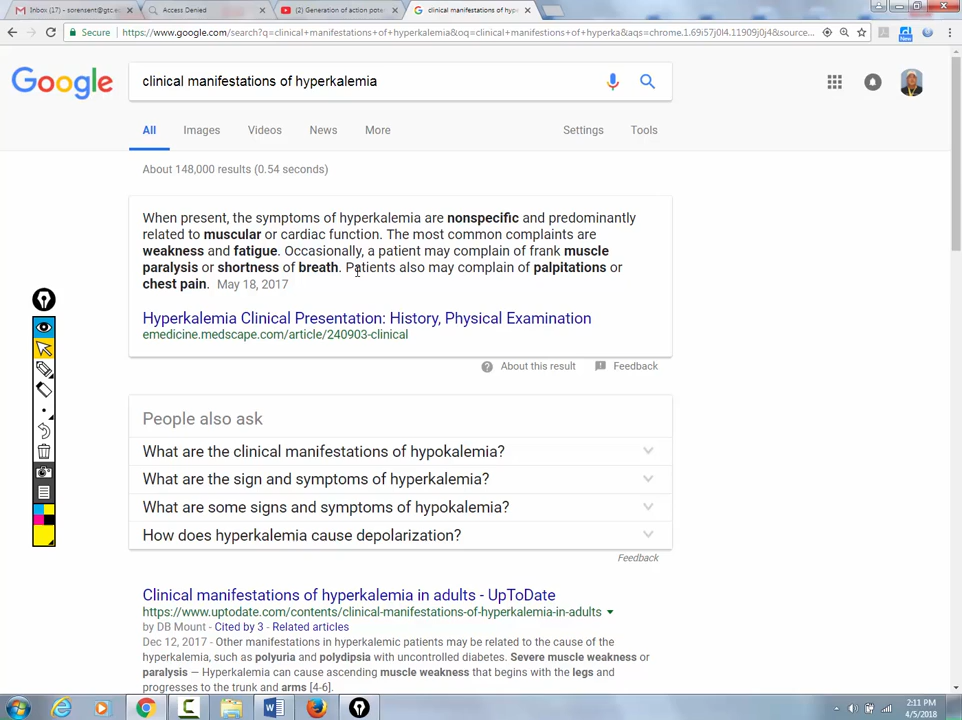 Inbox (17) - sorensent@gtc.e
Access Denied
(2) Generation of action pote
clinical manifestations of hype
Secure
https://www.google.com/search?q=clinical+manifestations+of+hyperkalemia&oq=clinical+manifestations+of+hyperka&aqs=chrome.1.69i57j0l4.11909j0j4&source...
Google
clinical manifestations of hyperkalemia
All
Images
Videos
News
More
Settings
Tools
About 148,000 results (0.54 seconds)
When present, the symptoms of hyperkalemia are nonspecific and predominantly
related to muscular or cardiac function. The most common complaints are
weakness and fatigue. Occasionally, a patient may complain of frank muscle
paralysis or shortness of breath. Patients also may complain of palpitations or
chest pain. May 18, 2017
Hyperkalemia Clinical Presentation: History, Physical Examination
emedicine.medscape.com/article/240903-clinical
About this result
Feedback
People also ask
What are the clinical manifestations of hypokalemia?
What are the sign and symptoms of hyperkalemia?
What are some signs and symptoms of hypokalemia?
How does hyperkalemia cause depolarization?
Feedback
Clinical manifestations of hyperkalemia in adults - UpToDate
https://www.uptodate.com/contents/clinical-manifestations-of-hyperkalemia-in-adults
by DB Mount - Cited by 3 - Related articles
Dec 12, 2017 - Other manifestations in hyperkalemic patients may be related to the cause of the
hyperkalemia, such as polyuria and polydipsia with uncontrolled diabetes. Severe muscle weakness or
paralysis — Hyperkalemia can cause ascending muscle weakness that begins with the legs and
progresses to the trunk and arms [4-6].
2:11 PM
4/5/2018